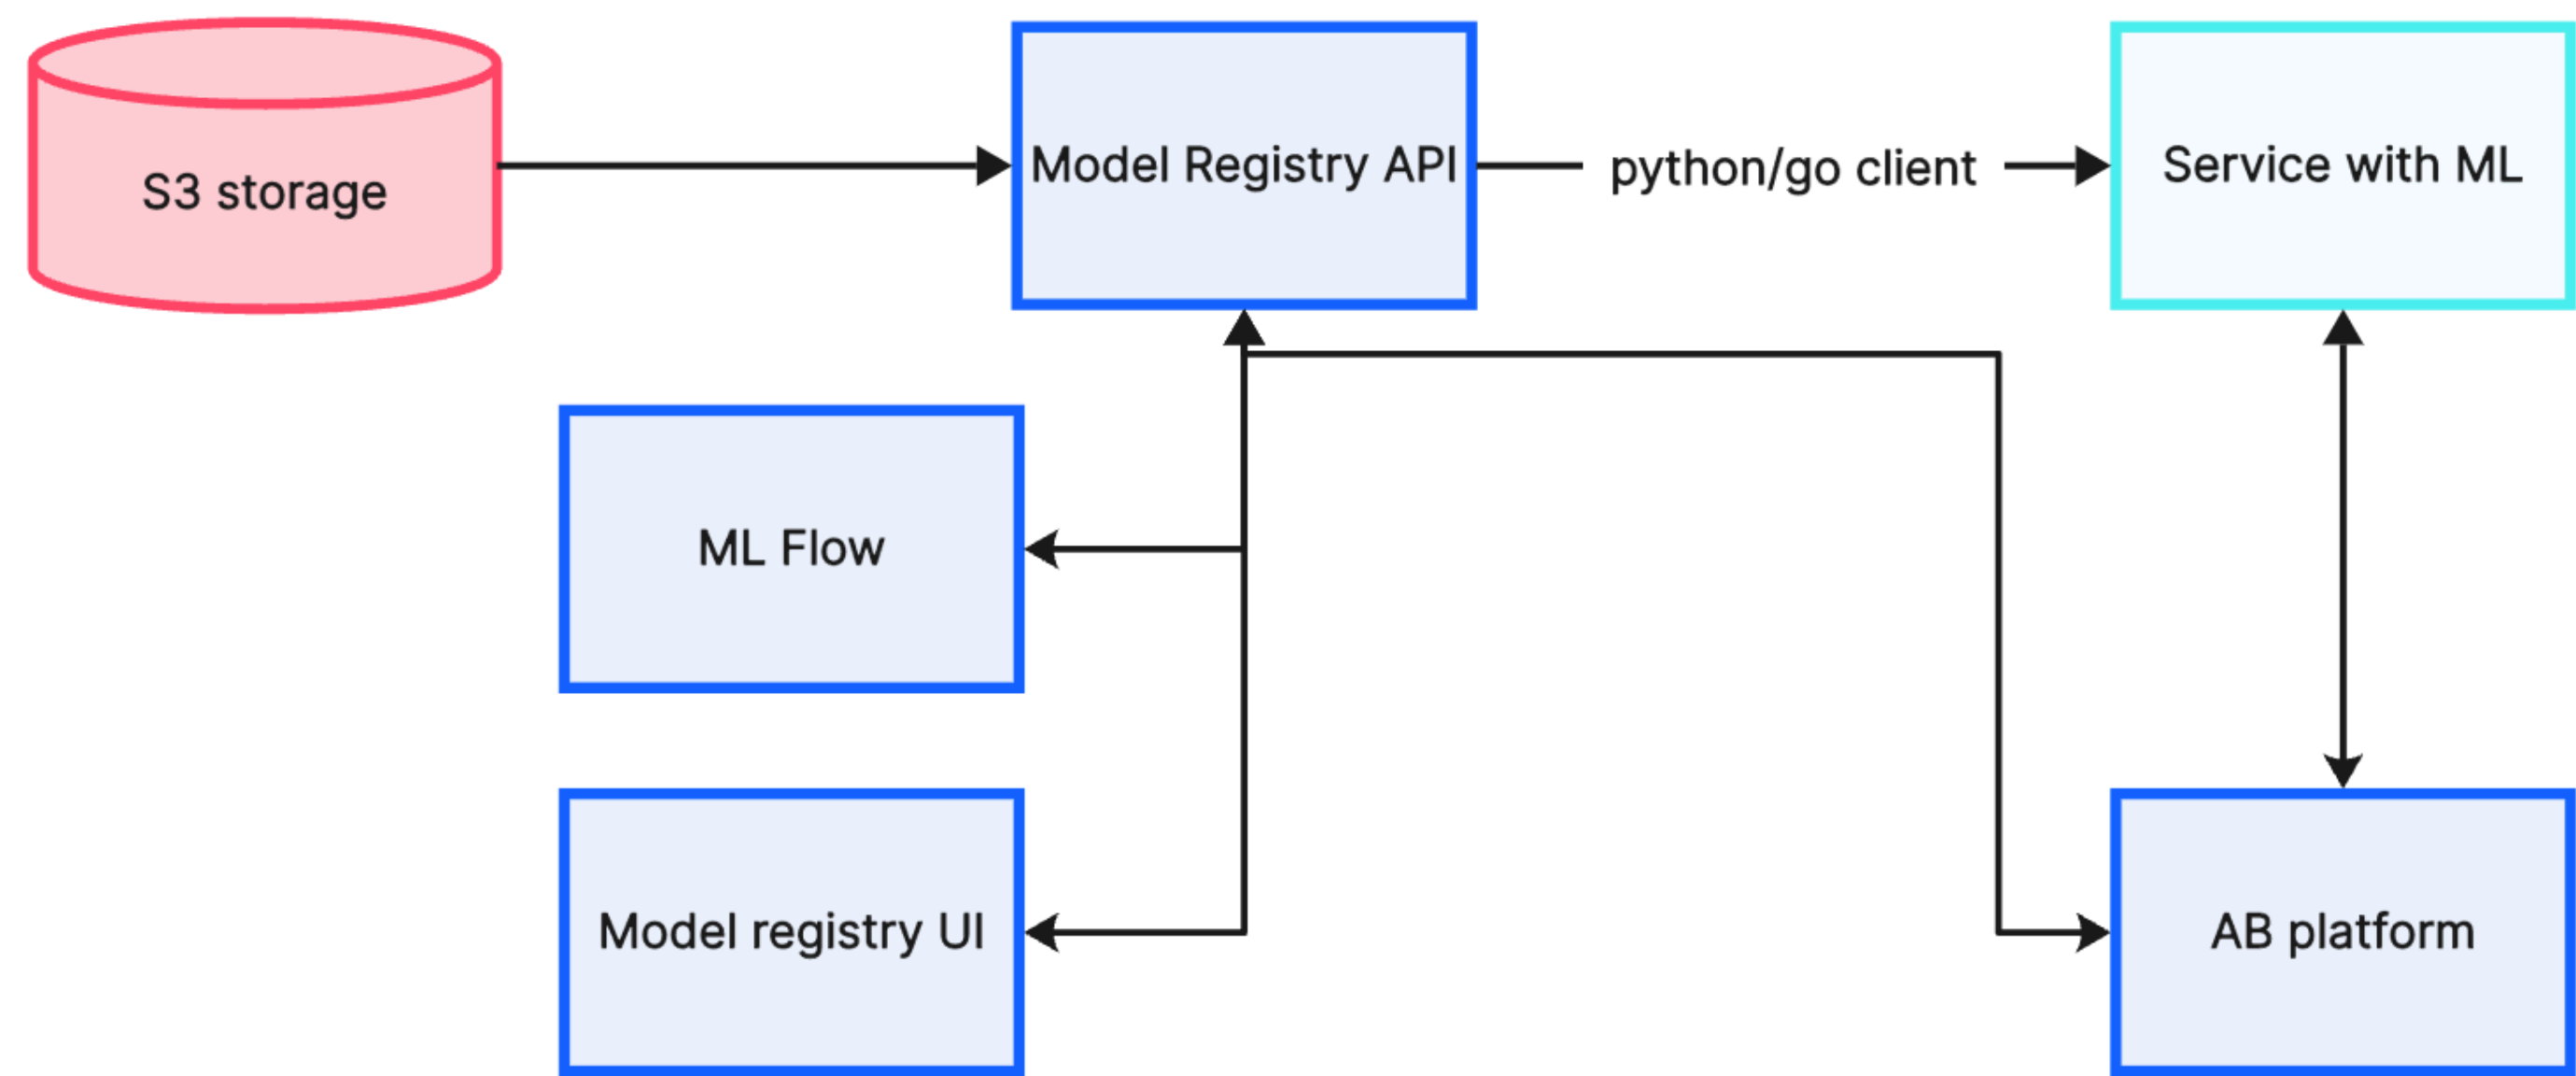 S3 storage
Model Registry API
python/go client
Service with ML
ML Flow
Model registry UI
AB platform